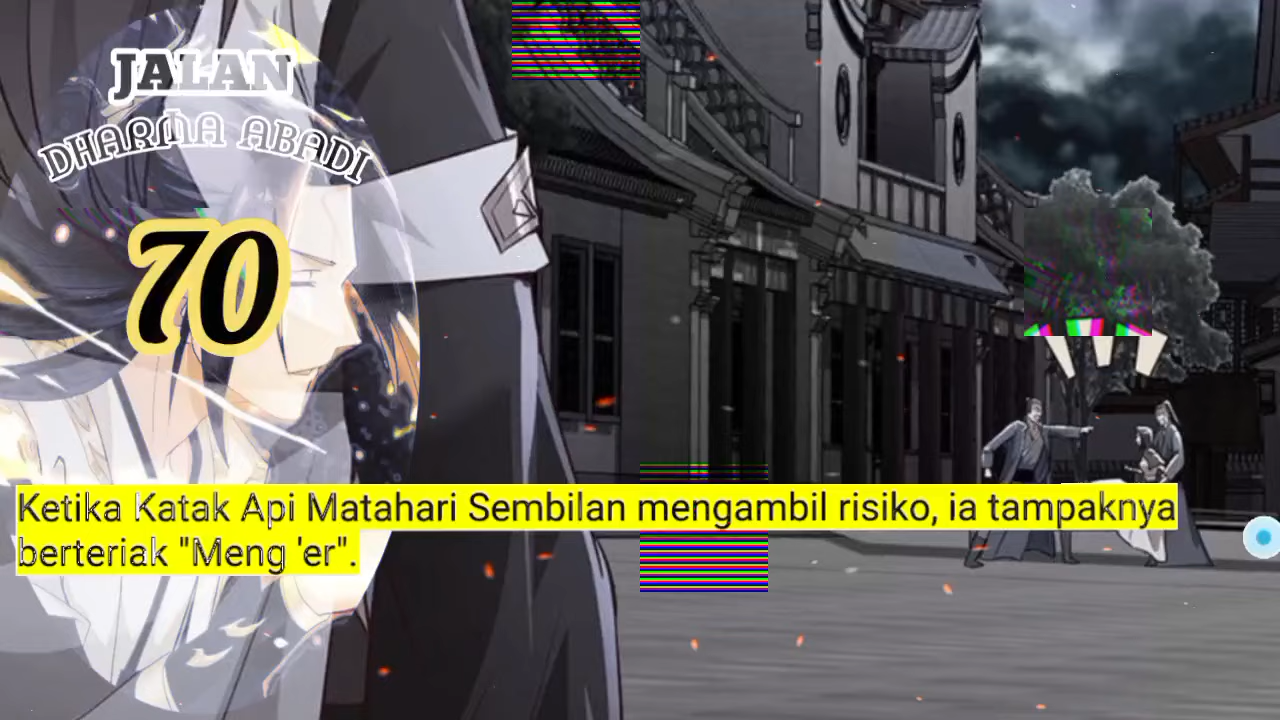 JALAN
DHARMA ABADI
70
Ketika Katak Api Matahari Sembilan mengambil risiko, ia tampaknya
berteriak "Meng 'er".